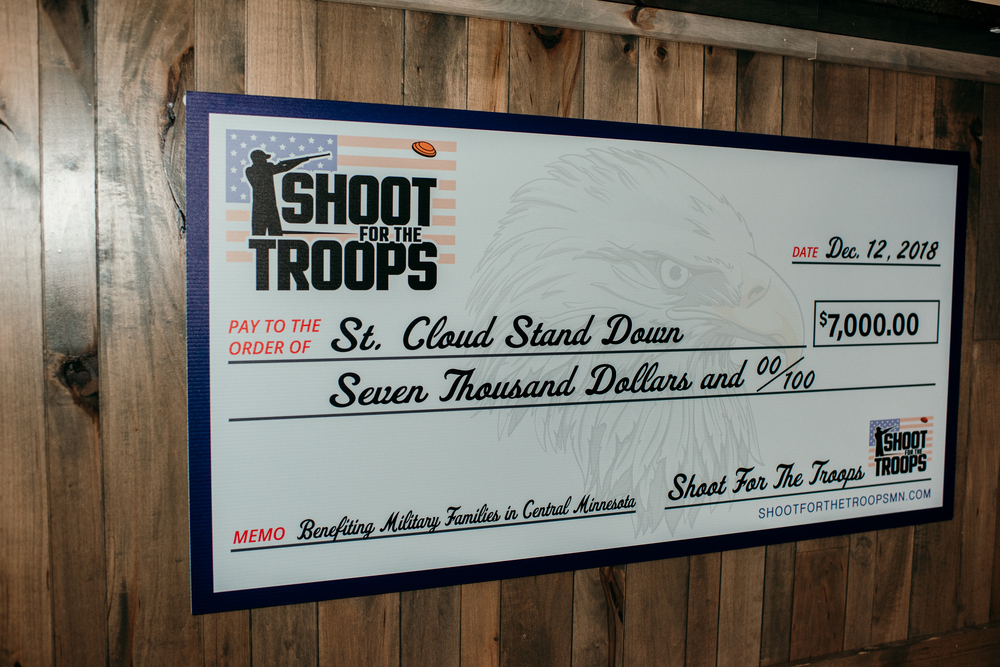 SHOOT
FOR THE
TROOPS
DATE Dec. 12, 2018
PAY TO THE
ORDER OF St. Cloud Stand Down
$7,000.00
Seven Thousand Dollars and 00/100
SHOOT
FOR THE
TROOPS
Shoot For The Troops
MEMO Benefiting Military Families in Central Minnesota
SHOOTFORTHETROOPSMN.COM